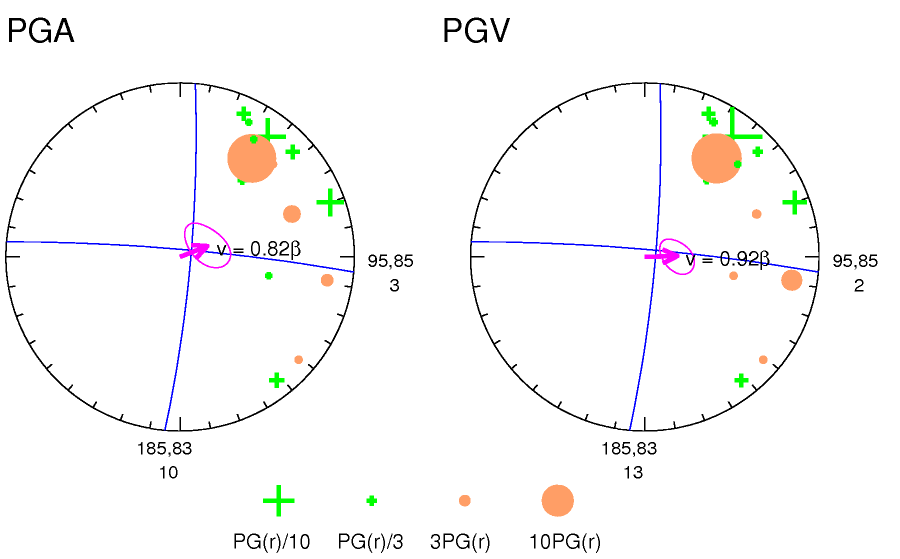 PGA
PGV
v = 0.82β
v = 0.92β
95,85
3
95,85
2
185,83
10
185,83
13
PG(r)/10
PG(r)/3
3PG(r)
10PG(r)